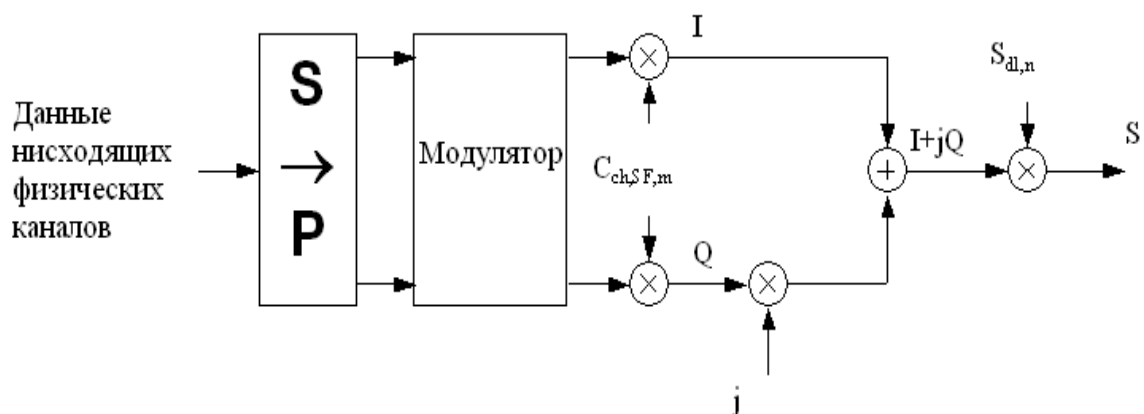 Данные
нисходящих
физических
каналов
S
→
P
Модулятор
I
C_ch,SF,m
Q
j
I+jQ
S_dl,n
S